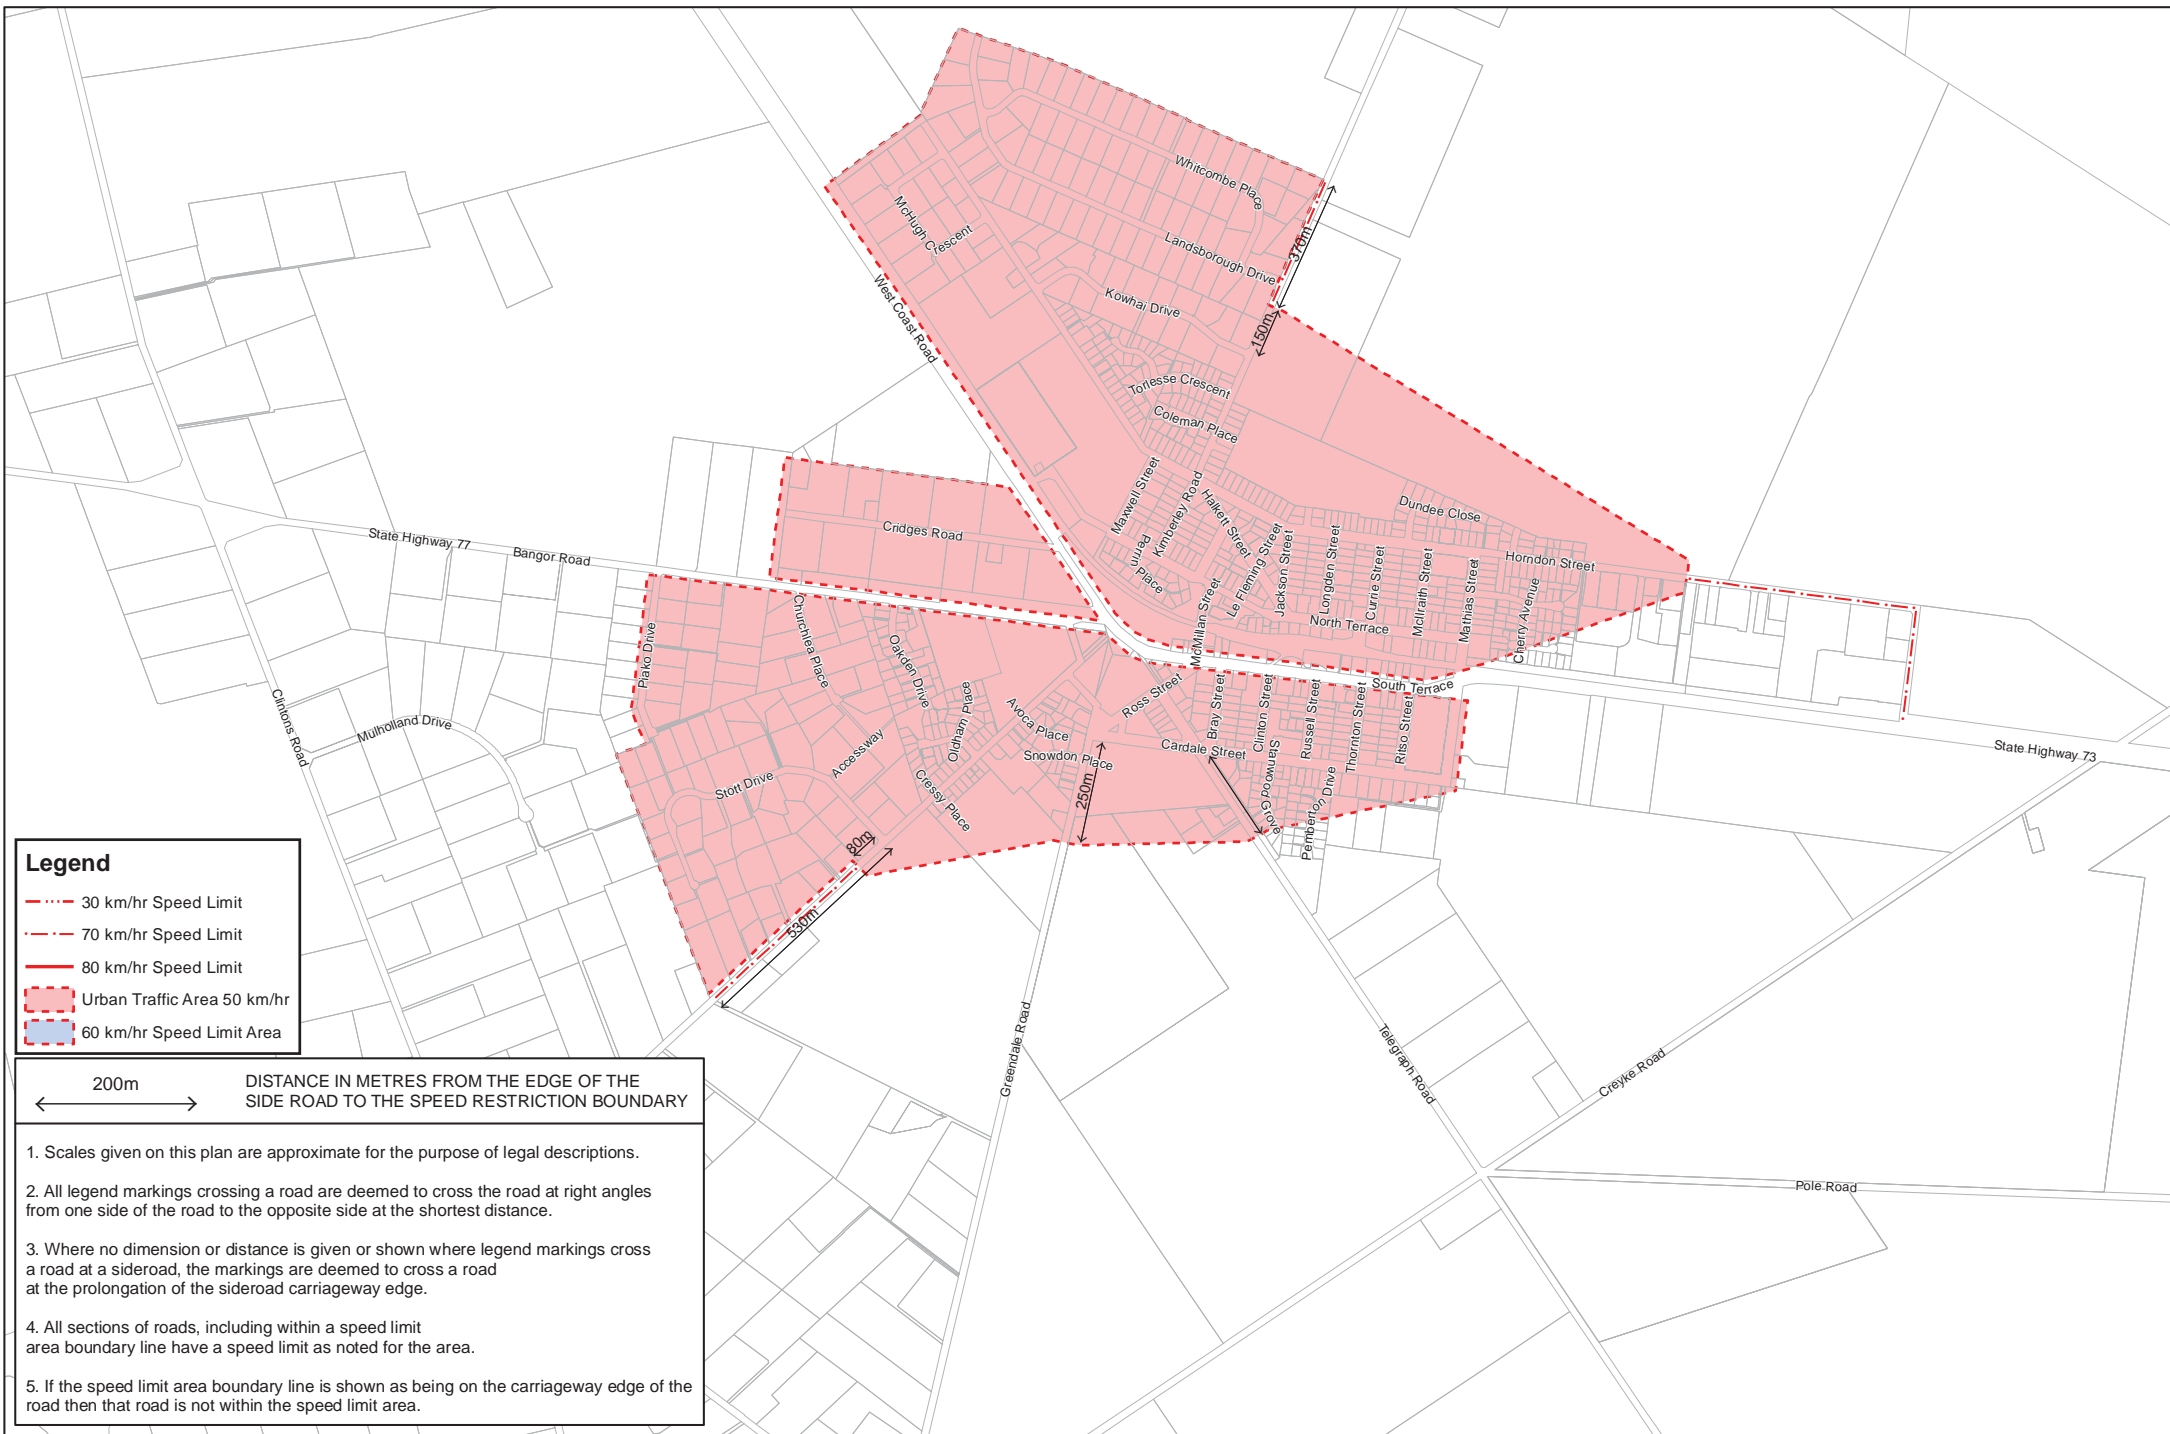 Whitcombe Place
McHugh Crescent
Landsborough Drive
370m
West Coast Road
Kowhai Drive
150m
Torlesse Crescent
Coleman Place
Maxwell Street
Kimberley Road
Halkett Street
Dundee Close
State Highway 77
Bangor Road
Cridges Road
Perrin Place
Le Fleming Street
Jackson Street
Longden Street
Currie Street
McIlraith Street
Mathias Street
Horndon Street
Cherry Avenue
McMillan Street
North Terrace
Piako Drive
Churchlea Place
Oakden Drive
Oldham Place
Avoca Place
Ross Street
Bray Street
Clinton Street
Russell Street
Thornton Street
South Terrace
Ritso Street
Clintons Road
Mulholland Drive
Accessway
Snowdon Place
Cardale Street
Stanwood Grove
State Highway 73
Stott Drive
Cressy Place
250m
Pemberton Drive
80m
530m
Greendale Road
Telegraph Road
Creyke Road
Pole Road
Legend
30 km/hr Speed Limit
70 km/hr Speed Limit
80 km/hr Speed Limit
Urban Traffic Area 50 km/hr
60 km/hr Speed Limit Area
200m
DISTANCE IN METRES FROM THE EDGE OF THE
SIDE ROAD TO THE SPEED RESTRICTION BOUNDARY
1. Scales given on this plan are approximate for the purpose of legal descriptions.
2. All legend markings crossing a road are deemed to cross the road at right angles
from one side of the road to the opposite side at the shortest distance.
3. Where no dimension or distance is given or shown where legend markings cross
a road at a sideroad, the markings are deemed to cross a road
at the prolongation of the sideroad carriageway edge.
4. All sections of roads, including within a speed limit
area boundary line have a speed limit as noted for the area.
5. If the speed limit area boundary line is shown as being on the carriageway edge of the
road then that road is not within the speed limit area.